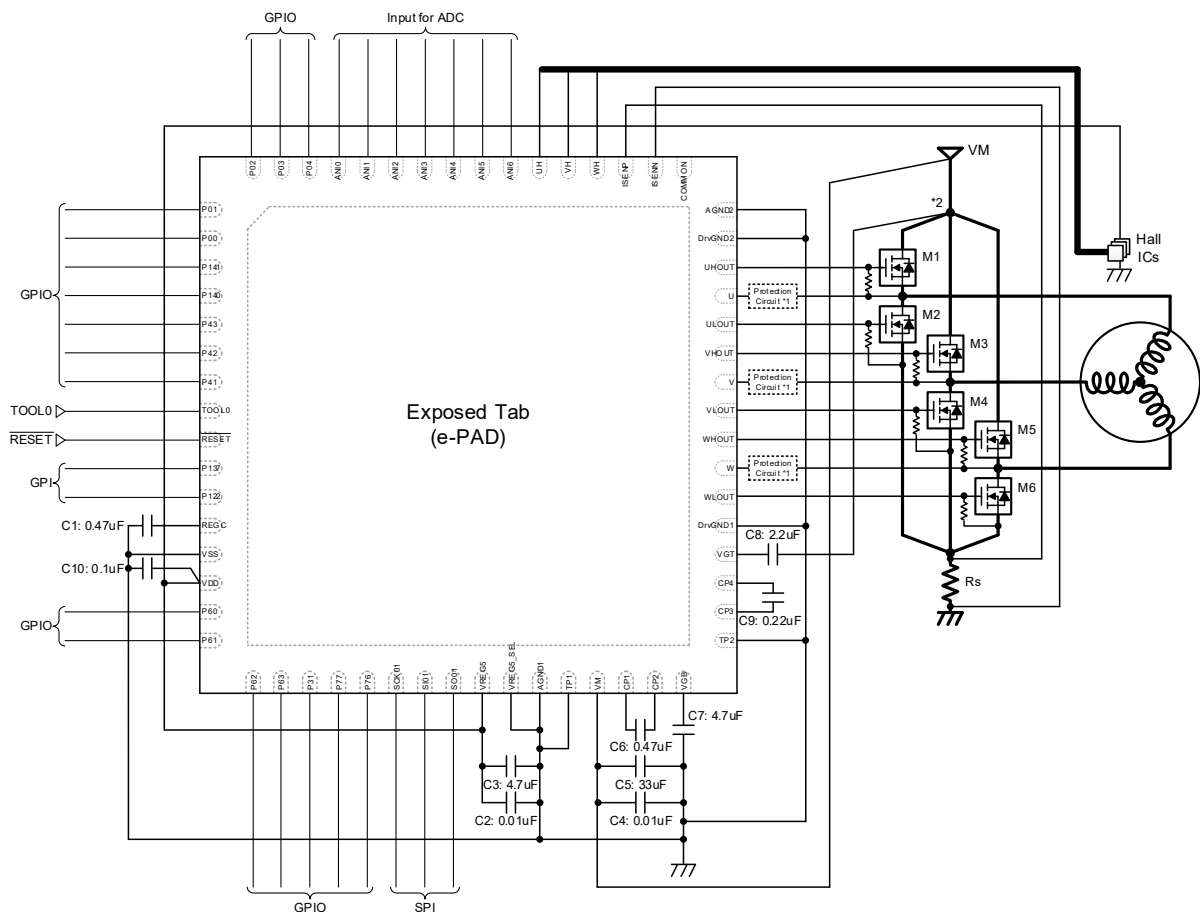 GPIO
Input for ADC
P02
P03
P04
ANI0
ANI1
ANI2
ANI3
ANI4
ANI5
ANI6
UH
VH
WH
ISENP
ISENN
COMMON
VM
*2
Hall
ICs
GPIO
P01
P00
P141
P140
P43
P42
P41
TOOL0
TOOL0
RESET
RESET
GPI
P137
P122
C1: 0.47uF
REGC
VSS
C10: 0.1uF
VDD
GPIO
P60
P61
Exposed Tab
(e-PAD)
AGND2
DrvGND2
UHOUT
U
ULOUT
VHOUT
V
VLOUT
WHOUT
W
WLOUT
DrvGND1
VGT
CP4
CP3
TP2
Protection
Circuit *1
Protection
Circuit *1
Protection
Circuit *1
M1
M2
M3
M4
M5
M6
C8: 2.2uF
C9: 0.22uF
Rs
P62
P63
P31
P77
P76
SCK01
SI01
SO01
VREG5
VREG5_SEL
AGND1
TP1
VM
CP1
CP2
VGB
C7: 4.7uF
C6: 0.47uF
C3: 4.7uF
C5: 33uF
C2: 0.01uF
C4: 0.01uF
GPIO
SPI